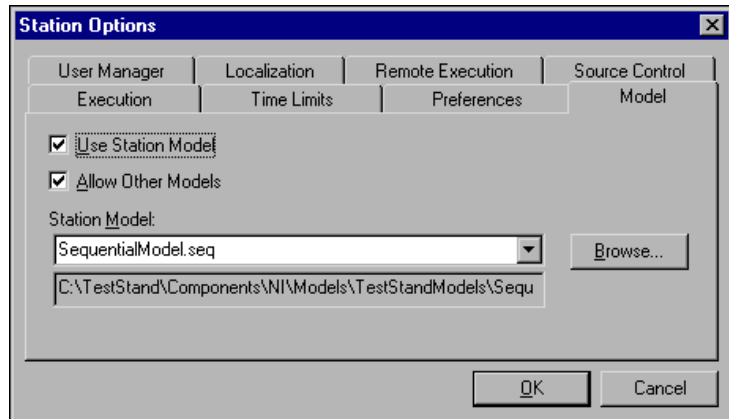 Station Options
User Manager
Localization
Remote Execution
Source Control
Execution
Time Limits
Preferences
Model
Use Station Model
Allow Other Models
Station Model:
SequentialModel.seq
Browse...
C:\TestStand\Components\NI\Models\TestStandModels\Sequ
OK
Cancel